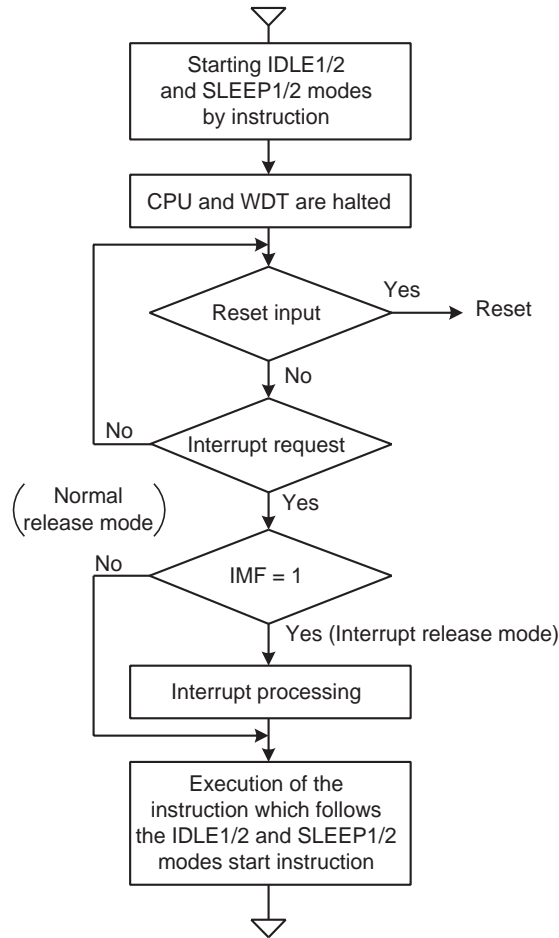 Starting IDLE1/2
and SLEEP1/2 modes
by instruction
CPU and WDT are halted
Reset input
Yes
Reset
No
Interrupt request
No
Yes
(Normal
release mode)
IMF = 1
No
Yes (Interrupt release mode)
Interrupt processing
Execution of the
instruction which follows
the IDLE1/2 and SLEEP1/2
modes start instruction